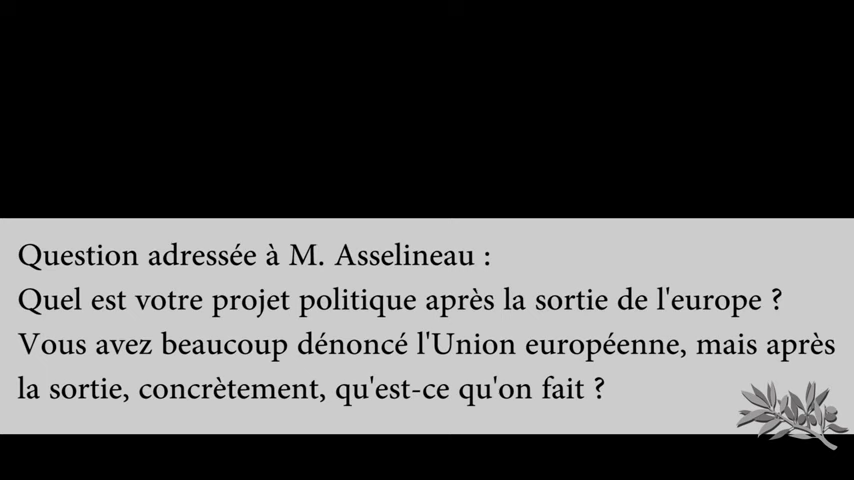 Question adressée à M. Asselineau :
Quel est votre projet politique après la sortie de l'europe ?
Vous avez beaucoup dénoncé l'Union européenne, mais après
la sortie, concrètement, qu'est-ce qu'on fait ?